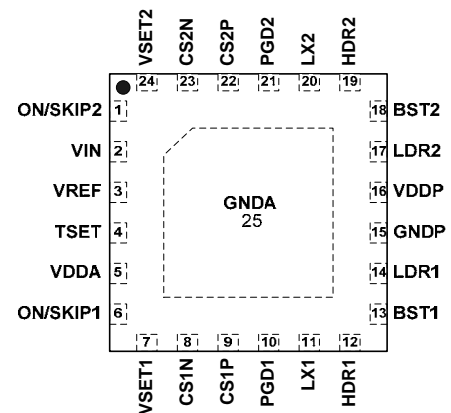 VSET2
CS2N
CS2P
PGD2
LX2
HDR2
24
23
22
21
20
19
ON/SKIP2
1
18
BST2
VIN
2
17
LDR2
VREF
3
GNDA
16
VDDP
TSET
4
25
15
GNDP
VDDA
5
14
LDR1
ON/SKIP1
6
13
BST1
7
8
9
10
11
12
VSET1
CS1N
CS1P
PGD1
LX1
HDR1